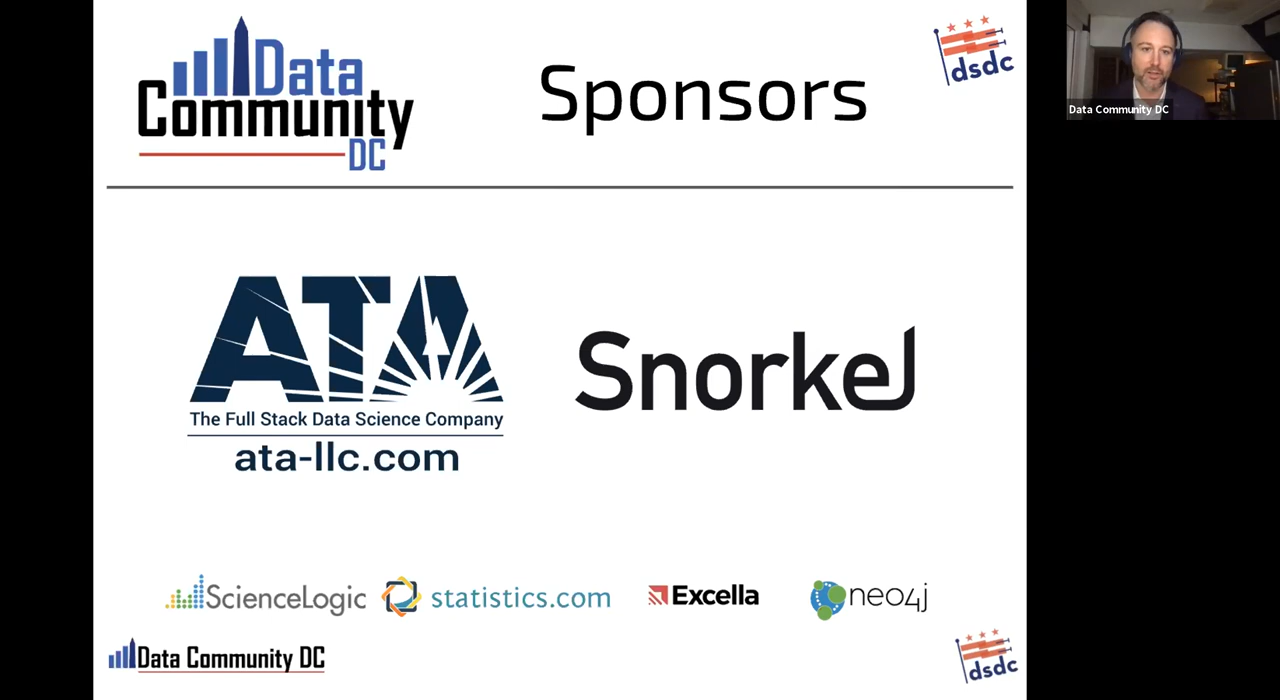 Data
Community
DC
Sponsors
dsdc
Data Community DC
ATA
The Full Stack Data Science Company
ata-llc.com
Snorkel
ScienceLogic
statistics.com
Excella
neo4j
Data Community DC
dsdc